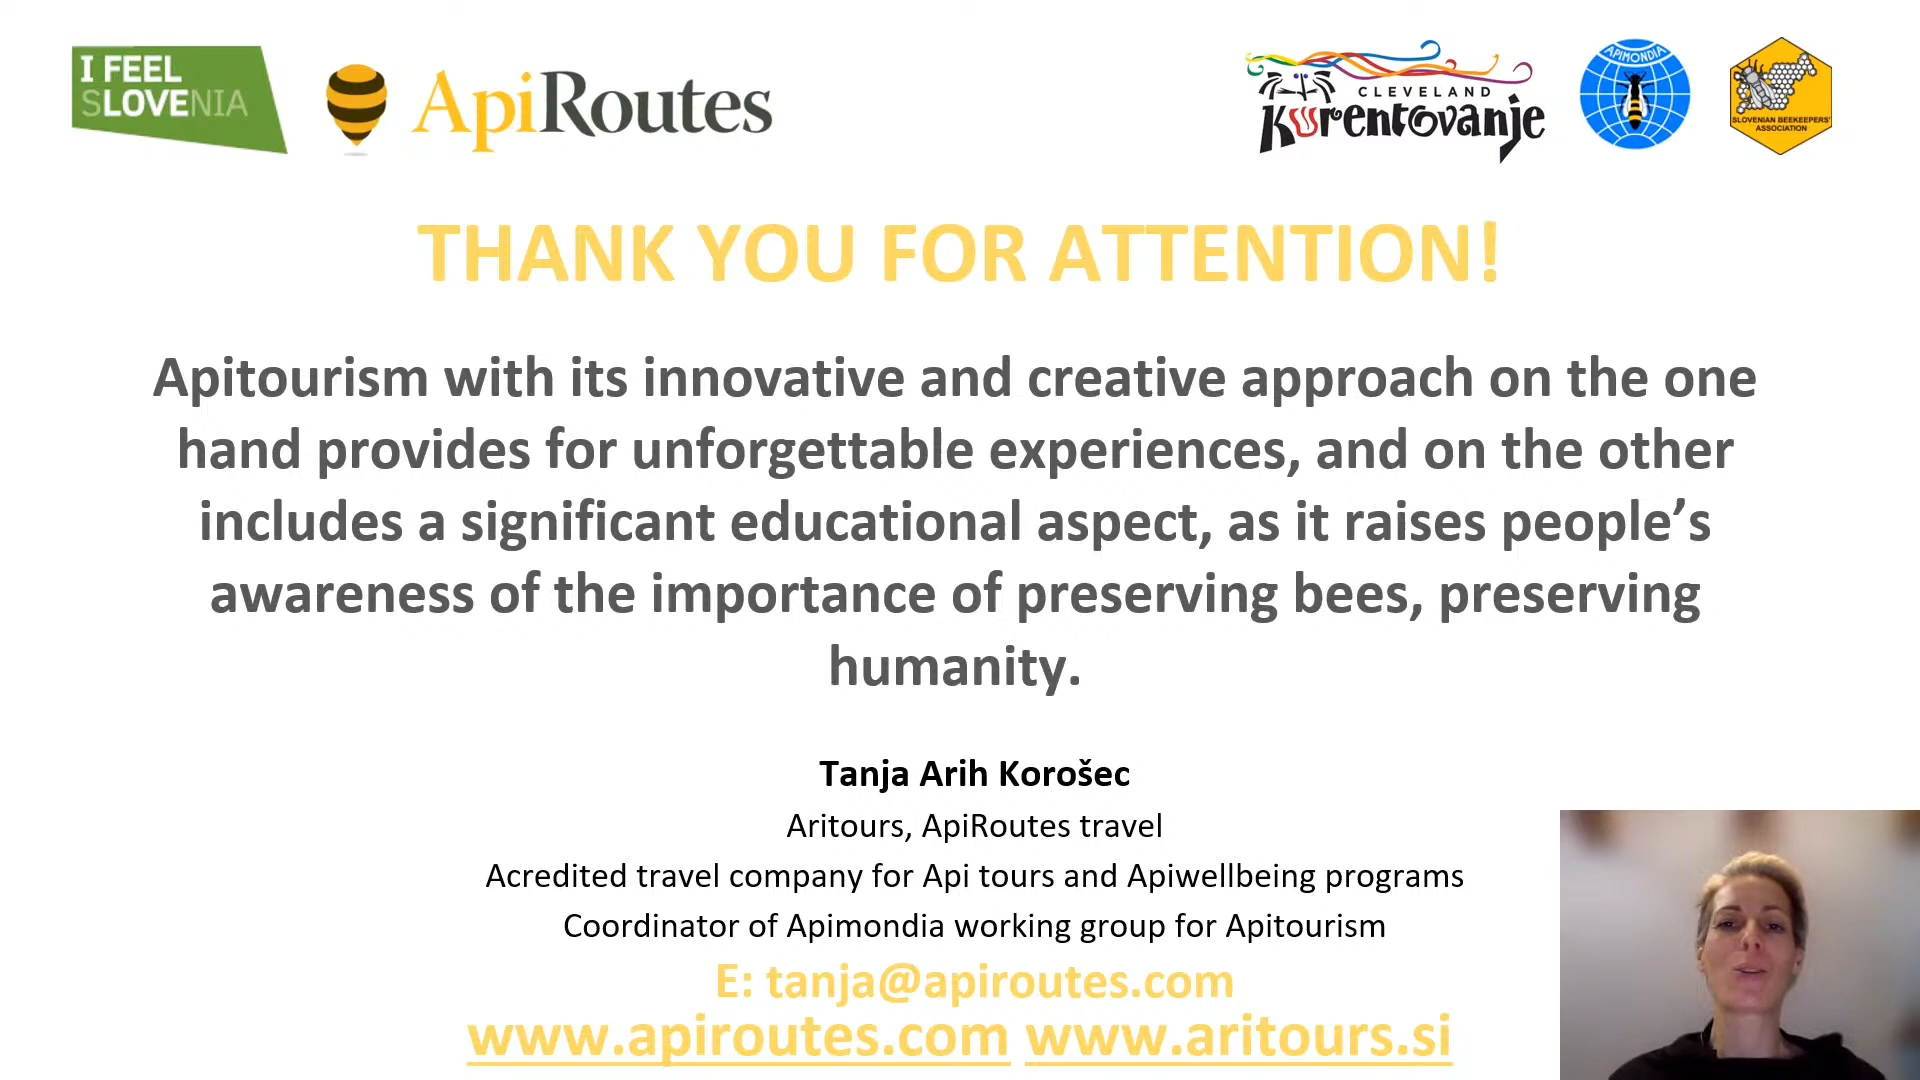 I FEEL
SLOVENIA
ApiRoutes
CLEVELAND
Kurentovanje
APIMONDIA
SLOVENIAN BEEKEEPERS'
ASSOCIATION
THANK YOU FOR ATTENTION!
Apitourism with its innovative and creative approach on the one
hand provides for unforgettable experiences, and on the other
includes a significant educational aspect, as it raises people’s
awareness of the importance of preserving bees, preserving
humanity.
Tanja Arih Korošec
Aritours, ApiRoutes travel
Acredited travel company for Api tours and Apiwellbeing programs
Coordinator of Apimondia working group for Apitourism
E: tanja@apiroutes.com
www.apiroutes.com www.aritours.si